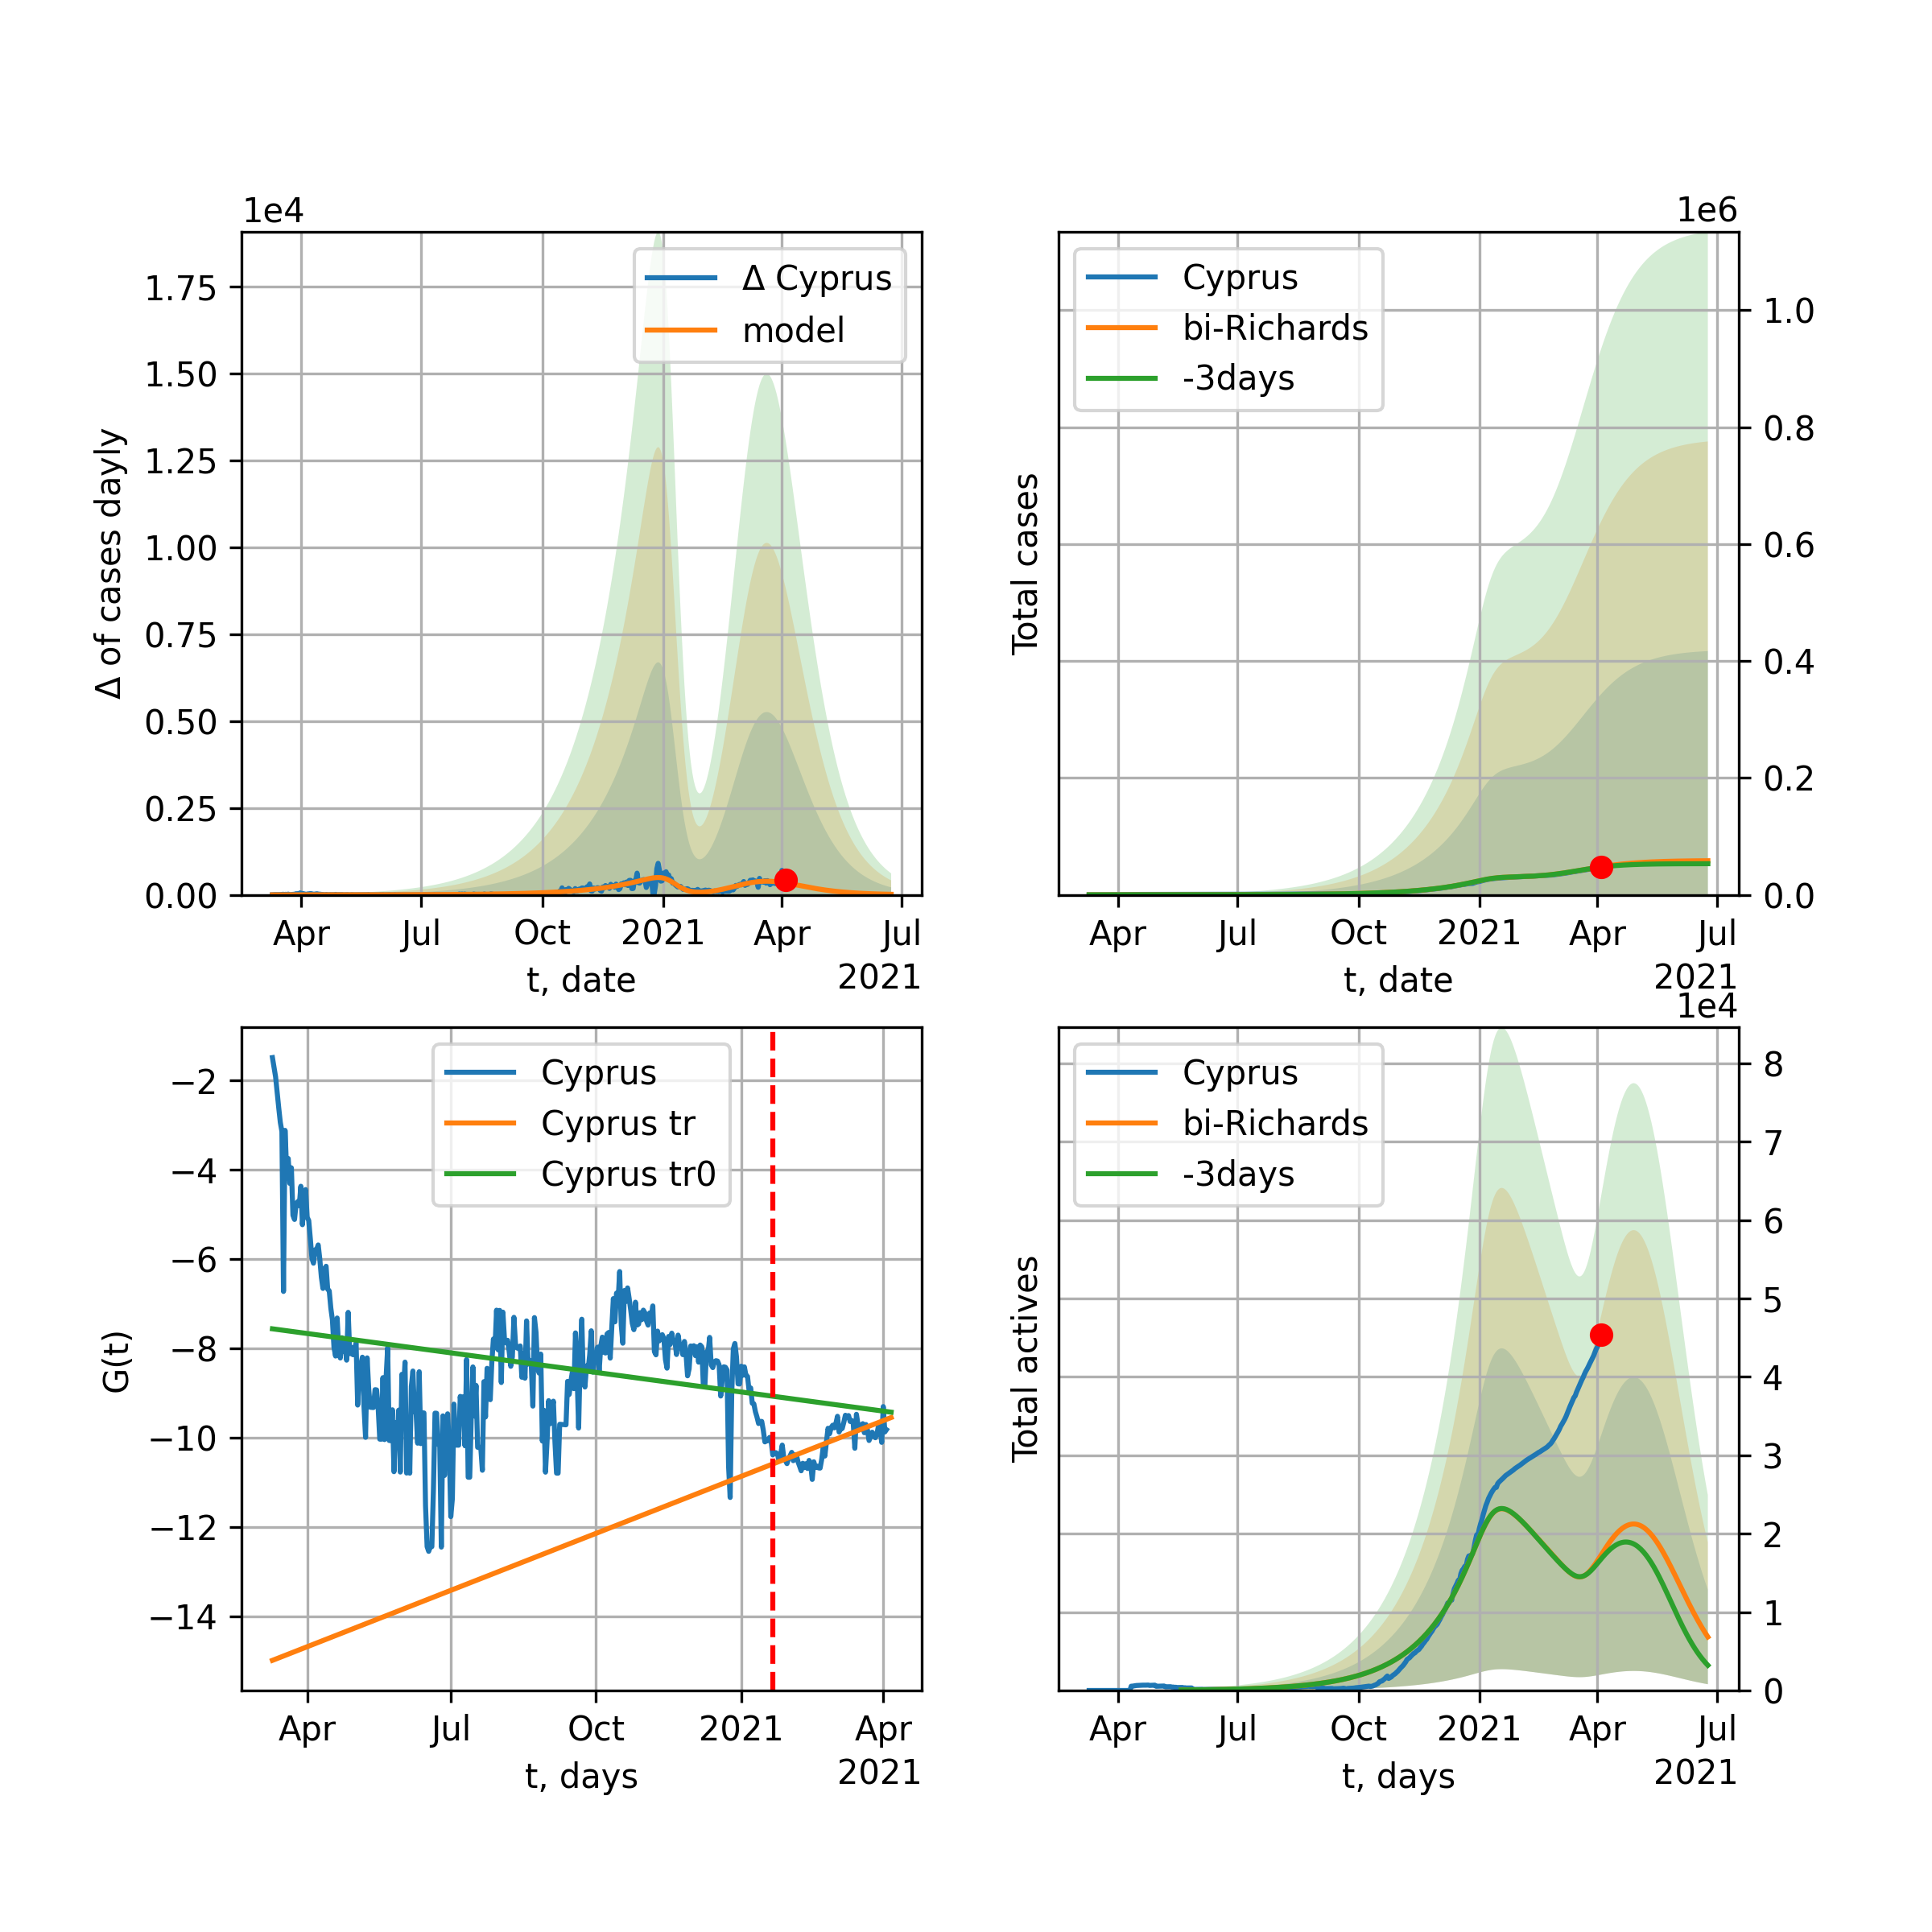 1e4
Δ of cases dayly
1.75
1.50
1.25
1.00
0.75
0.50
0.25
0.00
Δ Cyprus
model
Apr Jul Oct 2021 Apr Jul
2021
t, date
1e6
Total cases
Cyprus
bi-Richards
-3days
1.0
0.8
0.6
0.4
0.2
0.0
Apr Jul Oct 2021 Apr Jul
2021
t, date
G(t)
−2
−4
−6
−8
−10
−12
−14
Cyprus
Cyprus tr
Cyprus tr0
Apr Jul Oct 2021 Apr
2021
t, days
1e4
Total actives
Cyprus
bi-Richards
-3days
8
7
6
5
4
3
2
1
0
Apr Jul Oct 2021 Apr Jul
2021
t, days